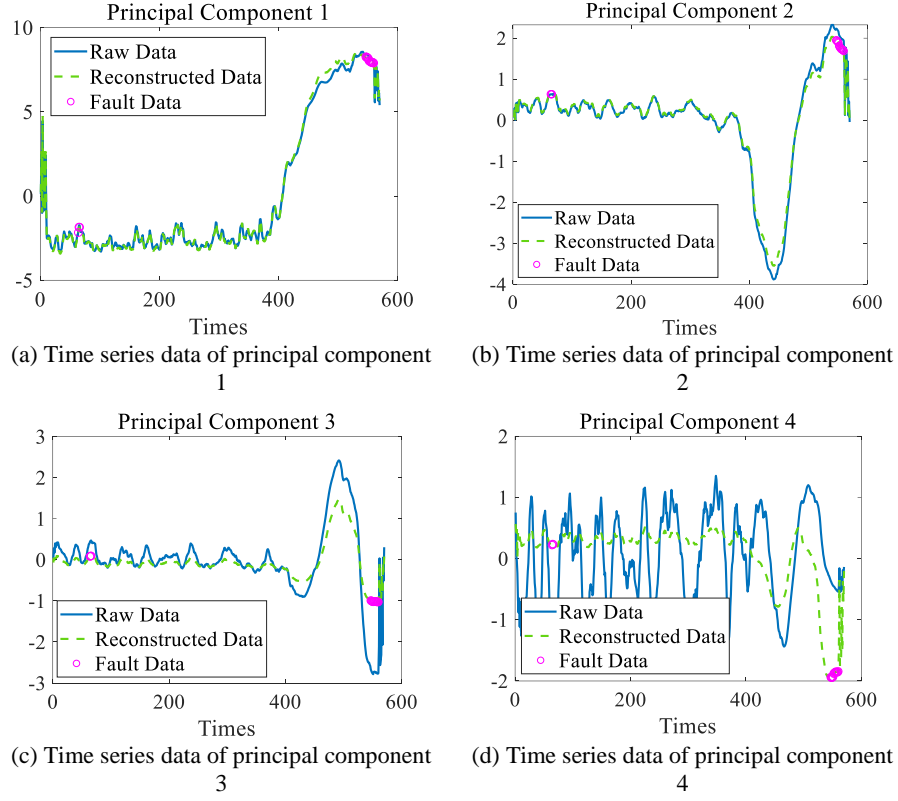 Principal Component 1
10
5
0
-5
Raw Data
Reconstructed Data
Fault Data
0
200
400
600
Times
(a) Time series data of principal component
1
Principal Component 2
2
1
0
-1
-2
-3
-4
Raw Data
Reconstructed Data
Fault Data
0
200
400
600
Times
(b) Time series data of principal component
2
Principal Component 3
3
2
1
0
-1
-2
-3
Raw Data
Reconstructed Data
Fault Data
0
200
400
600
Times
(c) Time series data of principal component
3
Principal Component 4
2
1
0
-1
-2
Raw Data
Reconstructed Data
Fault Data
0
200
400
600
Times
(d) Time series data of principal component
4